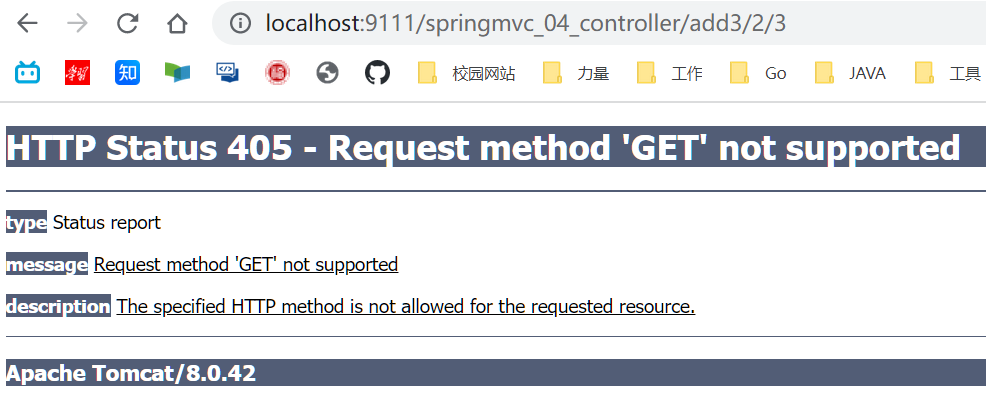 localhost:9111/springmvc_04_controller/add3/2/3
学习 知 校园网站 力量 工作 Go JAVA 工具
HTTP Status 405 - Request method 'GET' not supported
type Status report
message Request method 'GET' not supported
description The specified HTTP method is not allowed for the requested resource.
Apache Tomcat/8.0.42